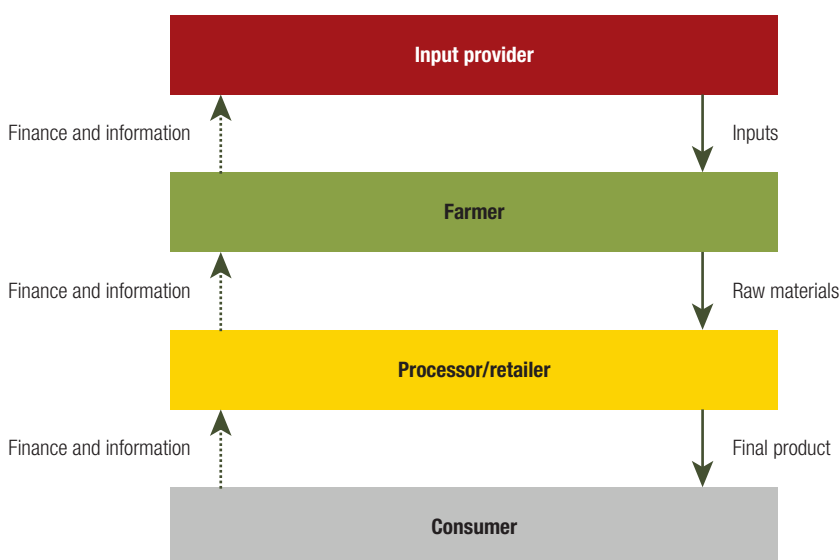 Input provider
Finance and information
Inputs
Farmer
Finance and information
Raw materials
Processor/retailer
Finance and information
Final product
Consumer